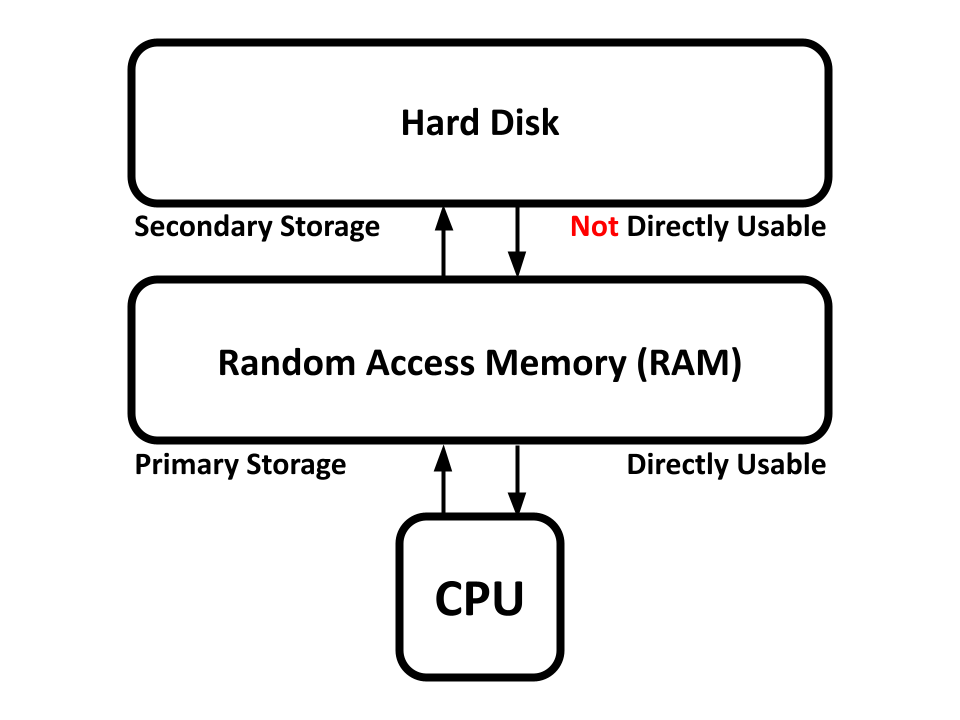 Hard Disk
Secondary Storage
Not Directly Usable
Random Access Memory (RAM)
Primary Storage
Directly Usable
CPU